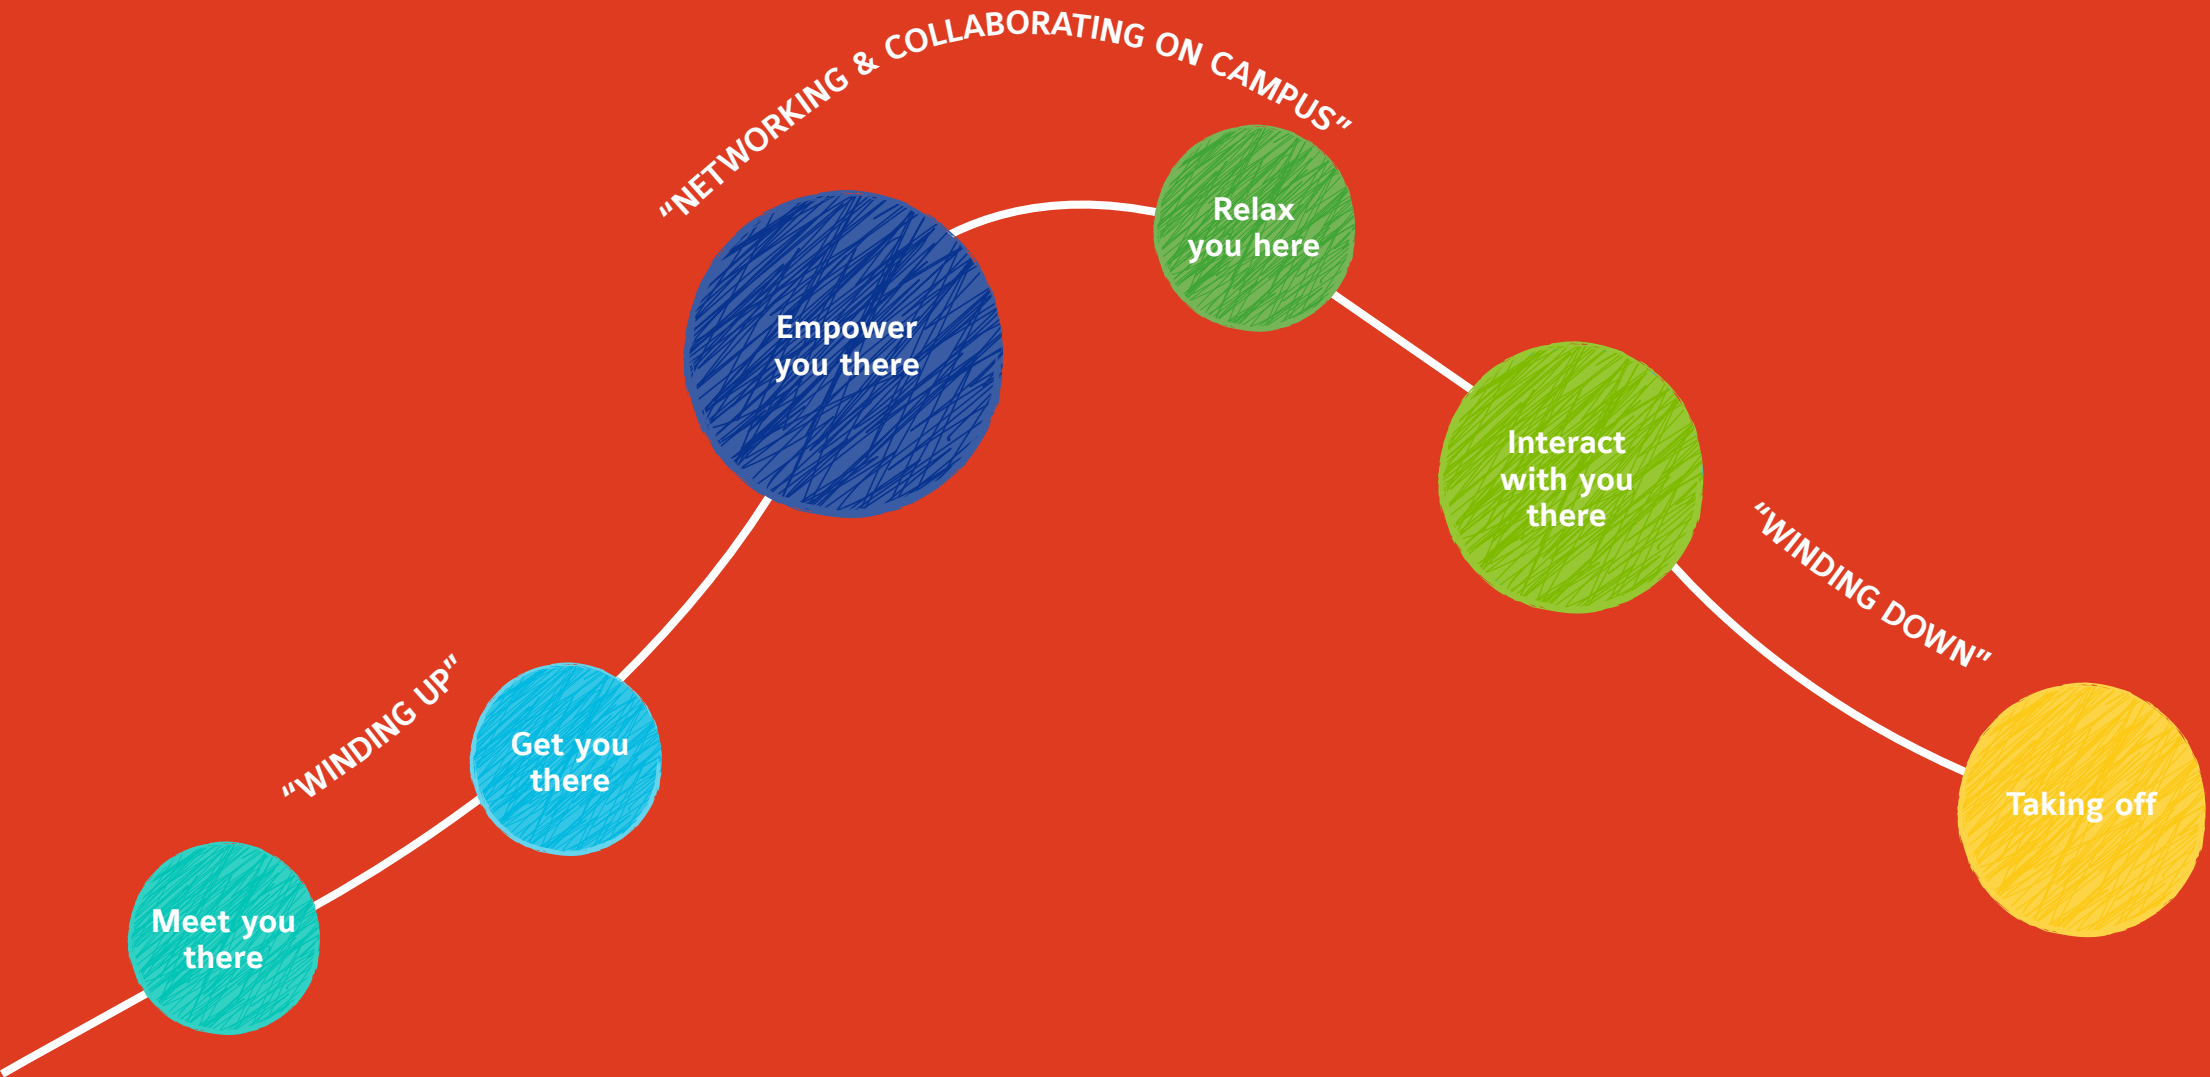 “NETWORKING & COLLABORATING ON CAMPUS”
Relax
you here
Empower
you there
Interact
with you
there
“WINDING DOWN”
“WINDING UP”
Get you
there
Taking off
Meet you
there